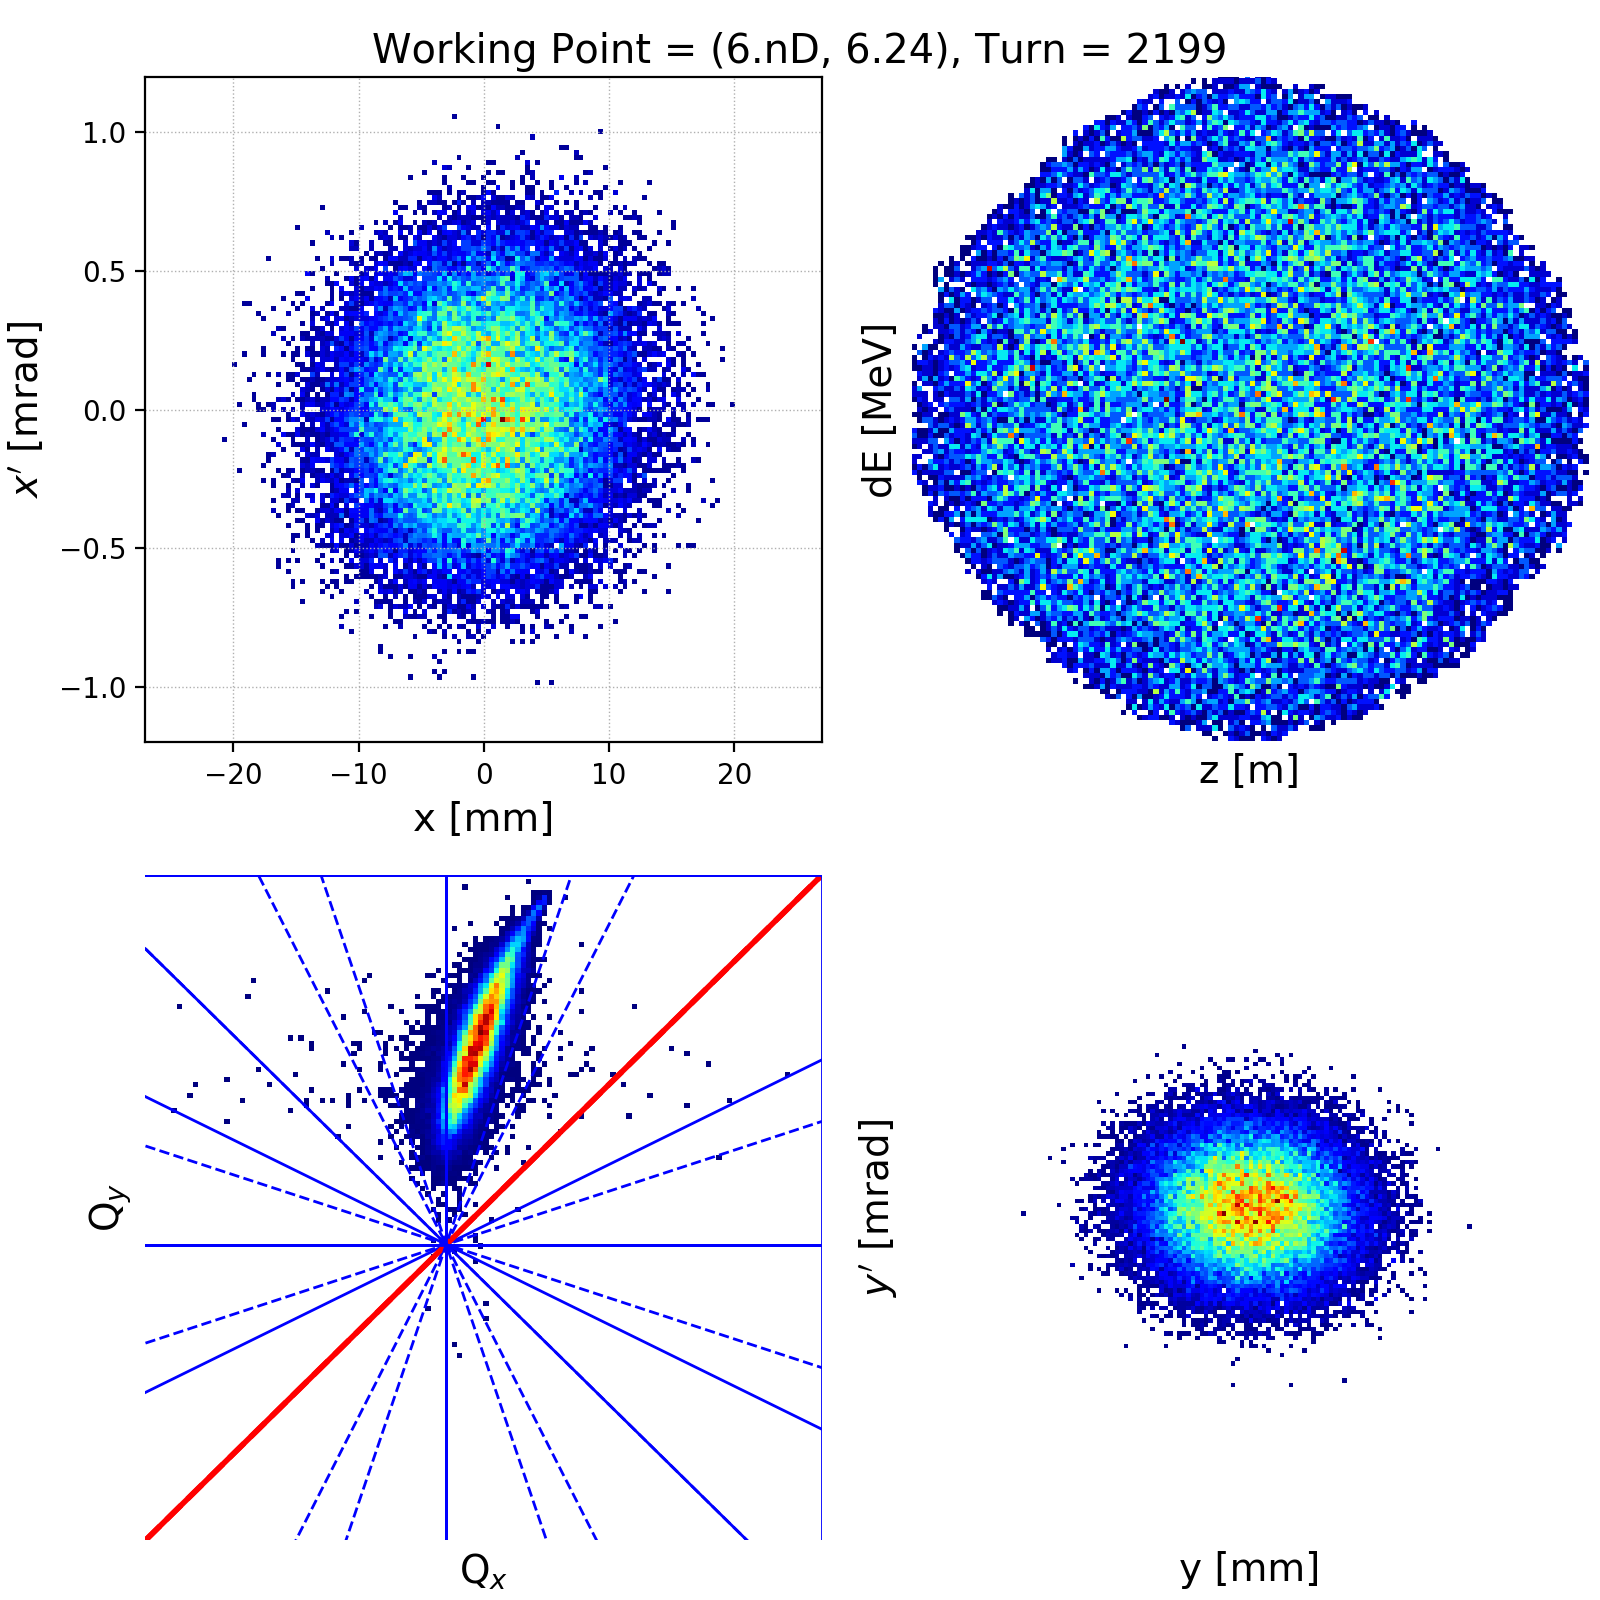 Working Point = (6.nD, 6.24), Turn = 2199
1.0
0.5
0.0
−0.5
−1.0
x′ [mrad]
−20 −10 0 10 20
x [mm]
dE [MeV]
z [m]
Qy
Qx
y′ [mrad]
y [mm]